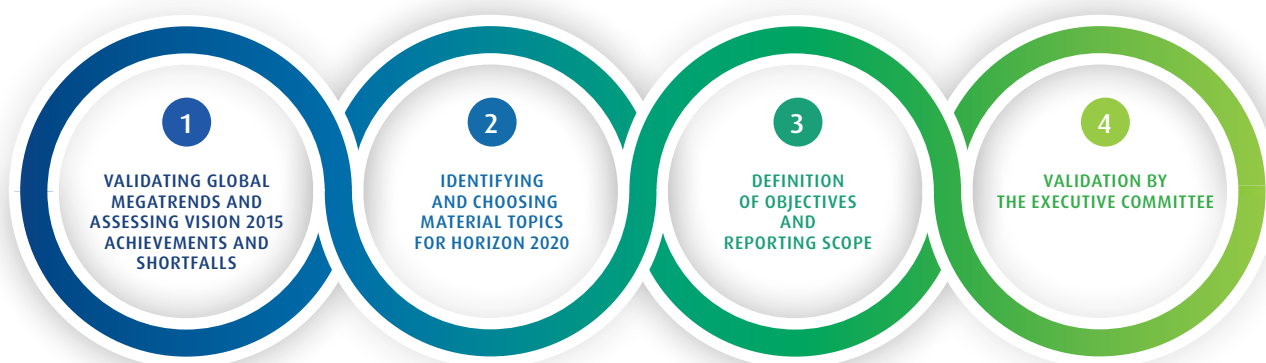 1
VALIDATING GLOBAL
MEGATRENDS AND
ASSESSING VISION 2015
ACHIEVEMENTS AND
SHORTFALLS
2
IDENTIFYING
AND CHOOSING
MATERIAL TOPICS
FOR HORIZON 2020
3
DEFINITION
OF OBJECTIVES
AND
REPORTING SCOPE
4
VALIDATION BY
THE EXECUTIVE COMMITTEE